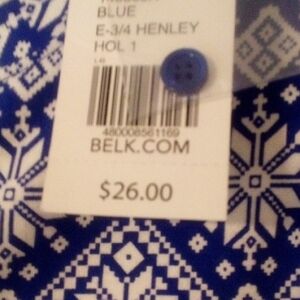 BLUE
E-3/4 HENLEY
HOL 1
480008561169
BELK.COM
$26.00